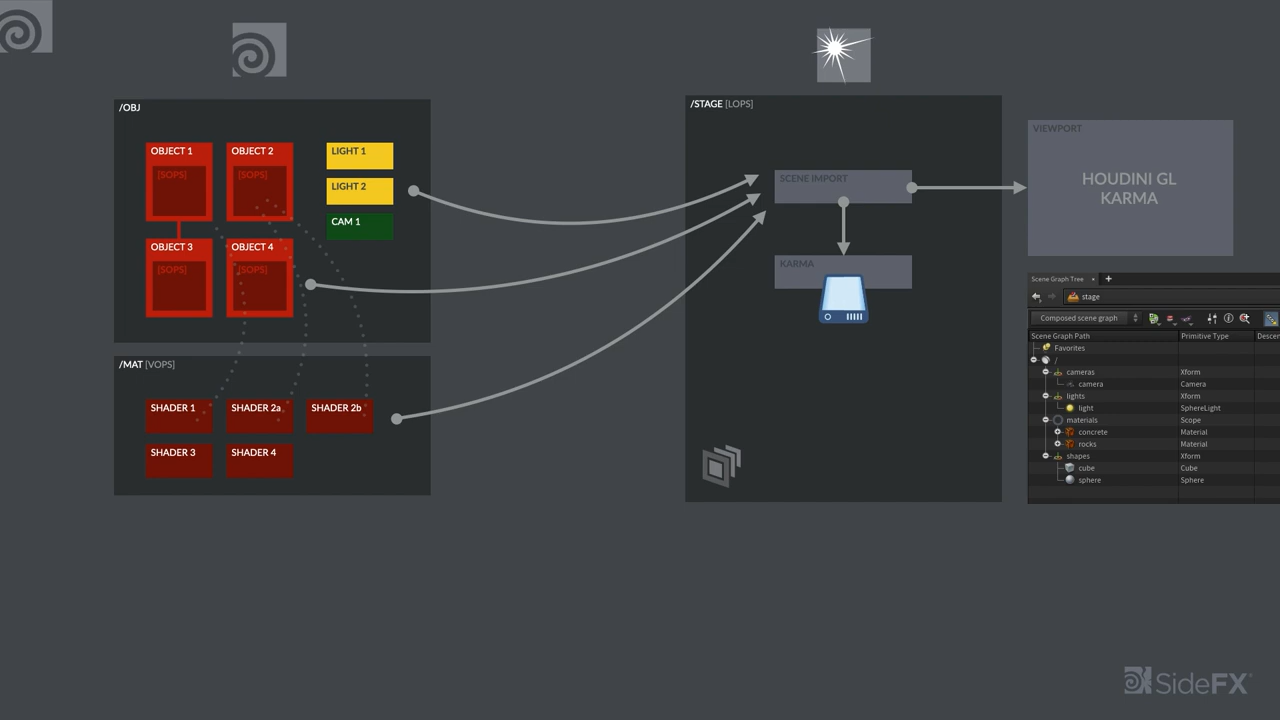 /OBJ
OBJECT 1
[SOPS]
OBJECT 2
[SOPS]
LIGHT 1
LIGHT 2
CAM 1
OBJECT 3
[SOPS]
OBJECT 4
[SOPS]
/MAT [VOPS]
SHADER 1
SHADER 2a
SHADER 2b
SHADER 3
SHADER 4
/STAGE [LOPS]
SCENE IMPORT
KARMA
VIEWPORT
HOUDINI GL
KARMA
Scene Graph Tree
stage
Composed scene graph
Scene Graph Path Primitive Type Descen
Favorites
/
cameras Xform
camera Camera
lights Xform
light SphereLight
materials Scope
concrete Material
rocks Material
shapes Xform
cube Cube
sphere Sphere
SideFX